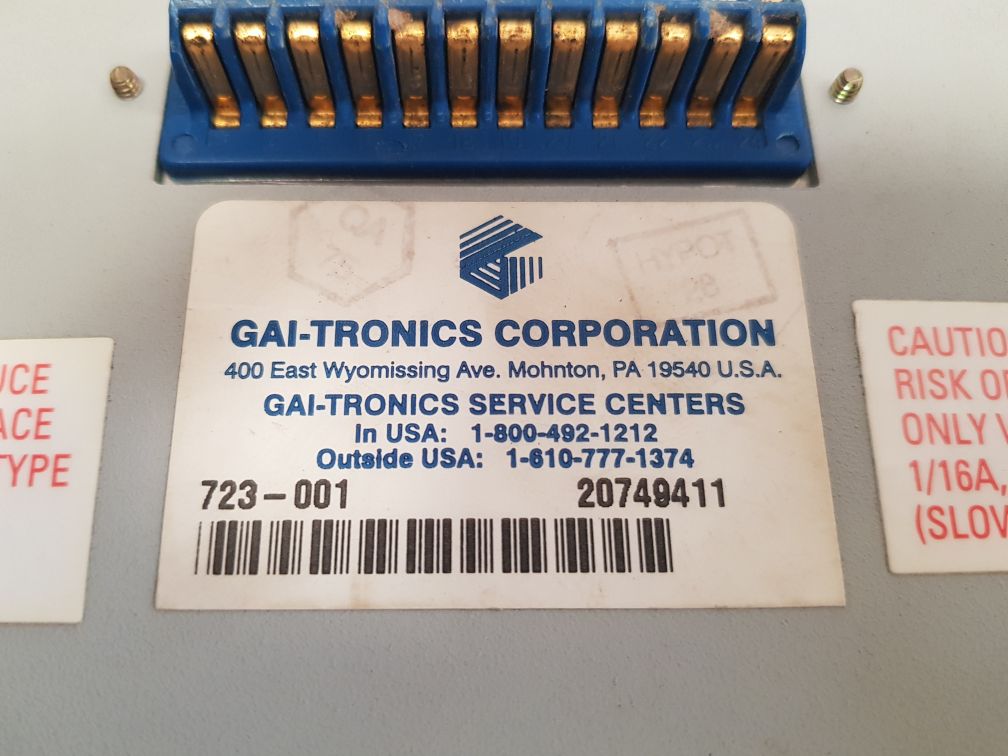 QA
HYPOT
28
GAI-TRONICS CORPORATION
400 East Wyomissing Ave. Mohnton, PA 19540 U.S.A.
GAI-TRONICS SERVICE CENTERS
In USA: 1-800-492-1212
Outside USA: 1-610-777-1374
723-001 20749411
UCE
ACE
TYPE
CAUTIO
RISK OF
ONLY
1/16A,
(SLOV